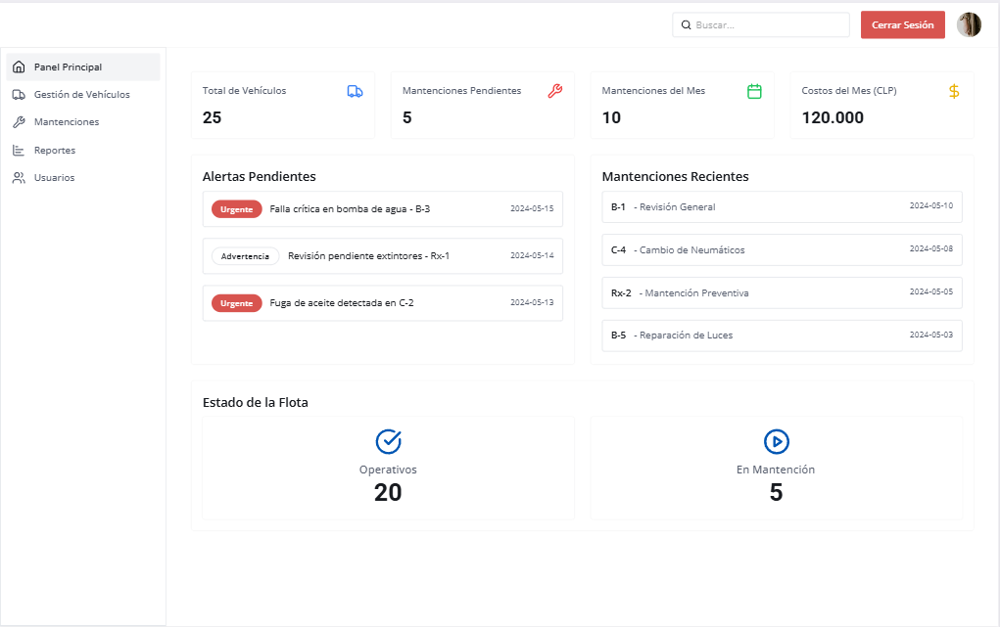 Buscar...
Cerrar Sesión
Panel Principal
Gestión de Vehículos
Mantenciones
Reportes
Usuarios
Total de Vehículos
25
Mantenciones Pendientes
5
Mantenciones del Mes
10
Costos del Mes (CLP)
120.000
Alertas Pendientes
Urgente Falla crítica en bomba de agua - B-3 2024-05-15
Advertencia Revisión pendiente extintores - Rx-1 2024-05-14
Urgente Fuga de aceite detectada en C-2 2024-05-13
Mantenciones Recientes
B-1 - Revisión General 2024-05-10
C-4 - Cambio de Neumáticos 2024-05-08
Rx-2 - Mantención Preventiva 2024-05-05
B-5 - Reparación de Luces 2024-05-03
Estado de la Flota
Operativos
20
En Mantención
5